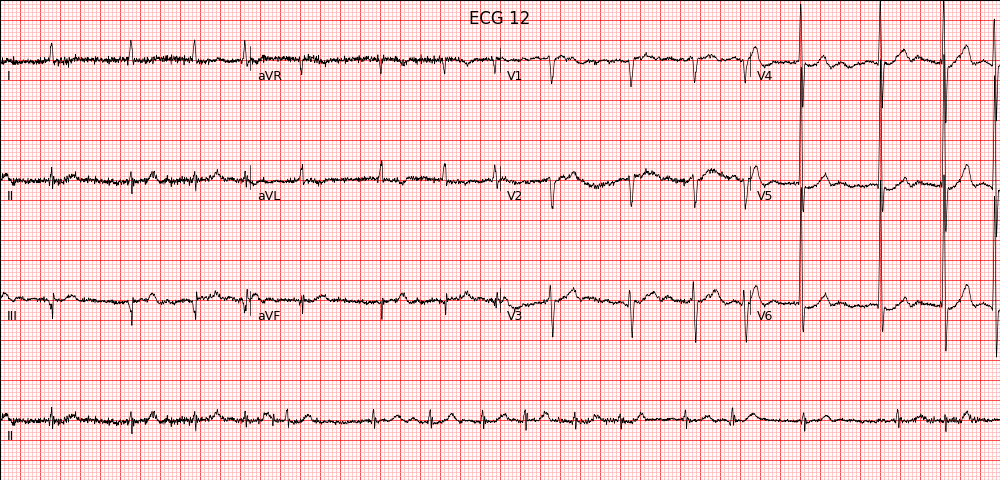 ECG 12
I aVR V1 V4
II aVL V2 V5
III aVF V3 V6
II